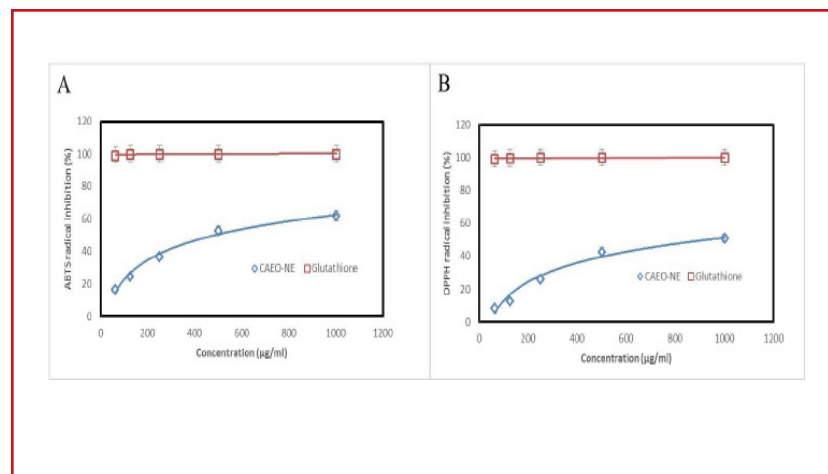 A
ABTS radical inhibition (%)
120
100
80
60
40
20
0
CAEO-NE
Glutathione
0 200 400 600 800 1000 1200
Concentration (µg/ml)
B
DPPH radical inhibition (%)
120
100
80
60
40
20
0
CAEO-NE
Glutathione
0 200 400 600 800 1000 1200
Concentration (µg/ml)